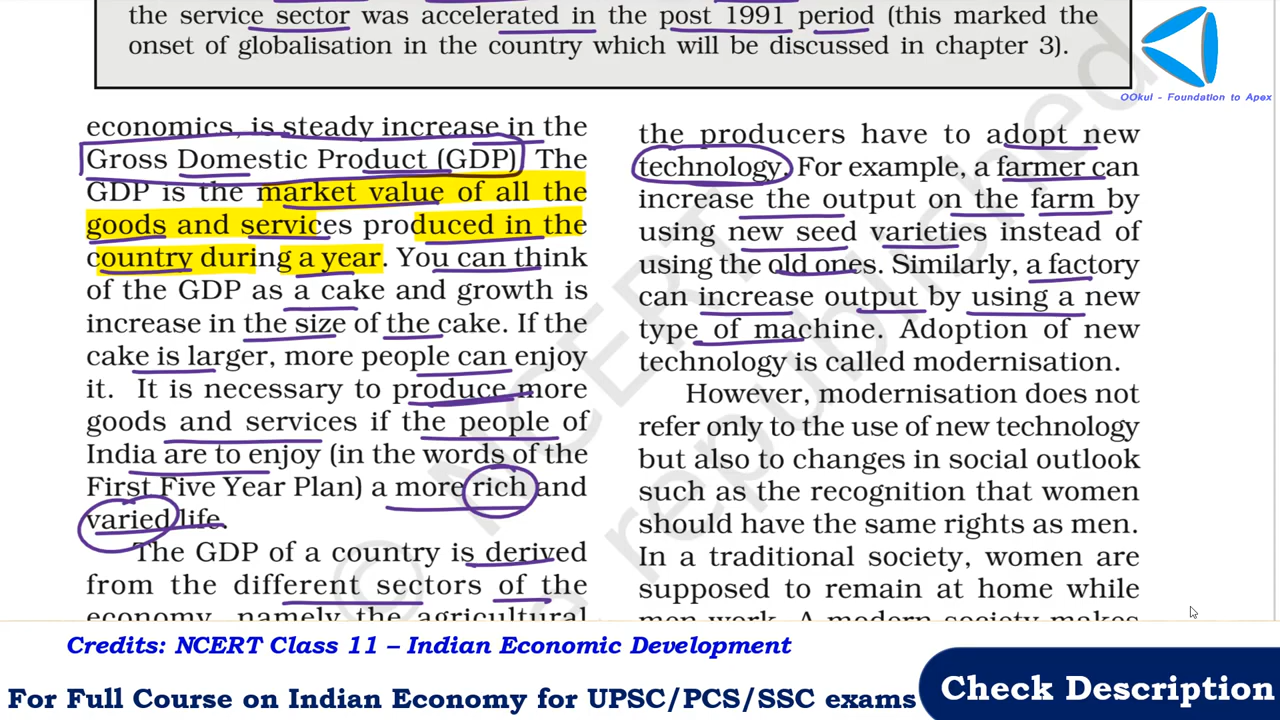 the service sector was accelerated in the post 1991 period (this marked the
onset of globalisation in the country which will be discussed in chapter 3).
OOkul - Foundation to Apex
economics, is steady increase in the
Gross Domestic Product (GDP). The
GDP is the market value of all the
goods and services produced in the
country during a year. You can think
of the GDP as a cake and growth is
increase in the size of the cake. If the
cake is larger, more people can enjoy
it. It is necessary to produce more
goods and services if the people of
India are to enjoy (in the words of the
First Five Year Plan) a more rich and
varied life.
The GDP of a country is derived
from the different sectors of the
economy, namely the agricultural
the producers have to adopt new
technology. For example, a farmer can
increase the output on the farm by
using new seed varieties instead of
using the old ones. Similarly, a factory
can increase output by using a new
type of machine. Adoption of new
technology is called modernisation.
However, modernisation does not
refer only to the use of new technology
but also to changes in social outlook
such as the recognition that women
should have the same rights as men.
In a traditional society, women are
supposed to remain at home while
men work. A modern society makes
© NCERT
republished
Credits: NCERT Class 11 – Indian Economic Development
For Full Course on Indian Economy for UPSC/PCS/SSC exams
Check Description